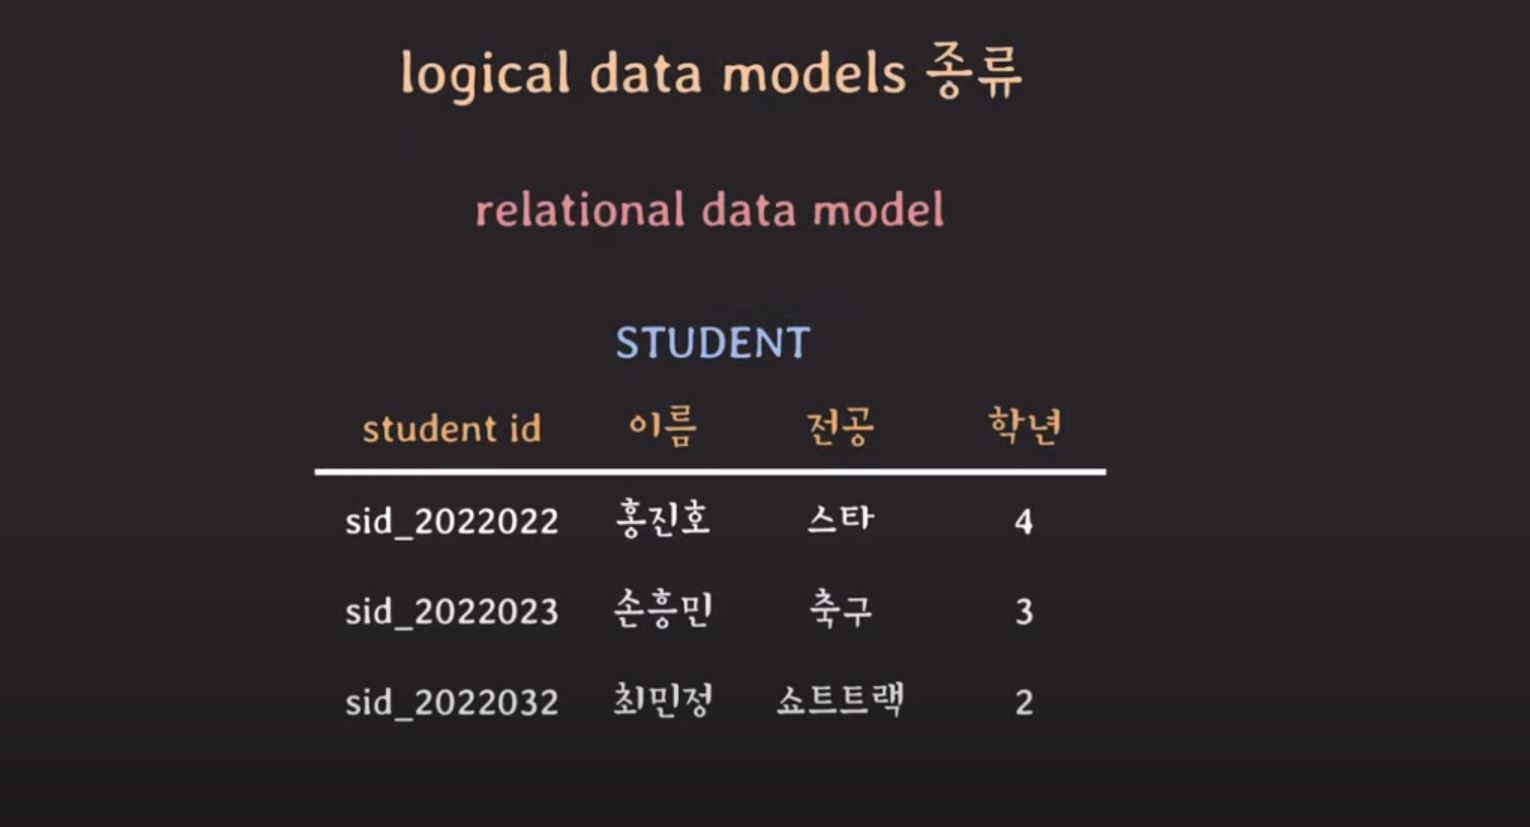 logical data models 종류
relational data model
STUDENT
student id 이름 전공 학년
sid_2022022 홍진호 스타 4
sid_2022023 손흥민 축구 3
sid_2022032 최민정 쇼트트랙 2